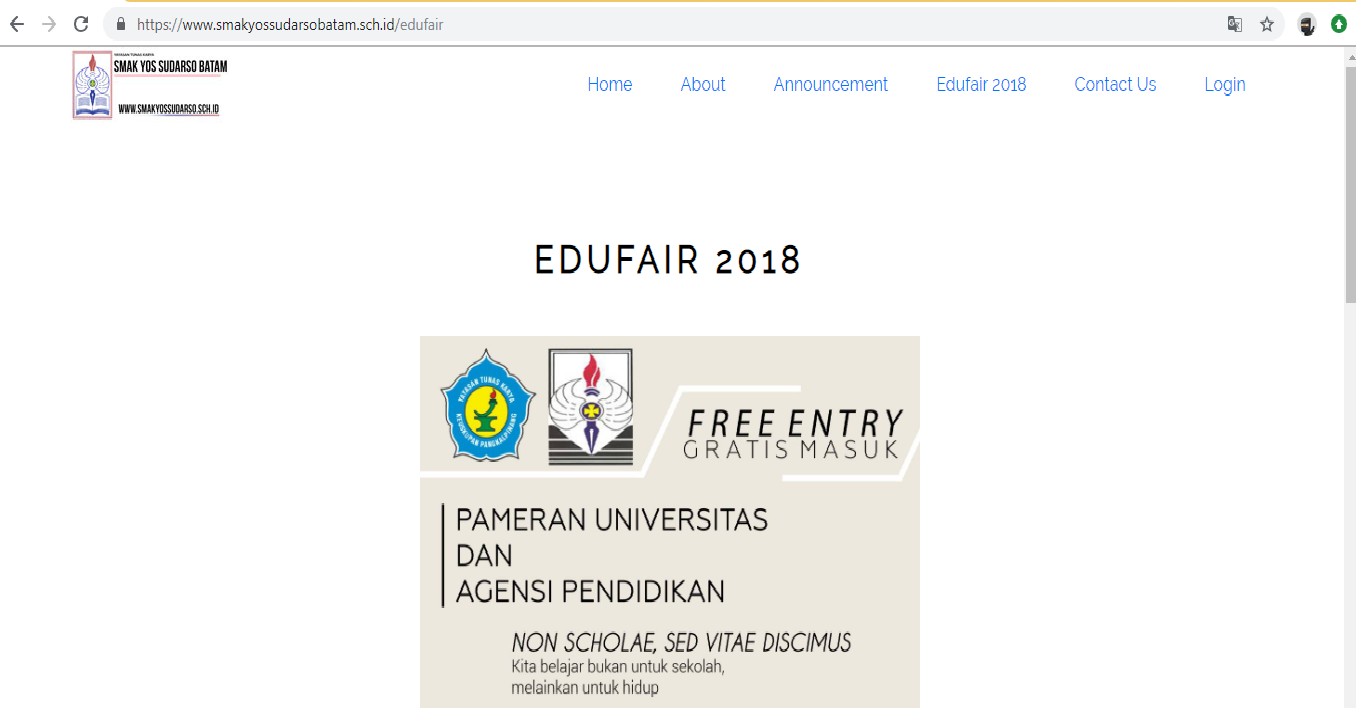 https://www.smakyossudarsobatam.sch.id/edufair
YAYASAN TUNAS KARYA
SMAK YOS SUDARSO BATAM
WWW.SMAKYOSSUDARSO.SCH.ID
Home About Announcement Edufair 2018 Contact Us Login
EDUFAIR 2018
YAYASAN TUNAS KARYA
KEUSKUPAN PANGKALPINANG
FREE ENTRY
GRATIS MASUK
PAMERAN UNIVERSITAS
DAN
AGENSI PENDIDIKAN
NON SCHOLAE, SED VITAE DISCIMUS
Kita belajar bukan untuk sekolah,
melainkan untuk hidup